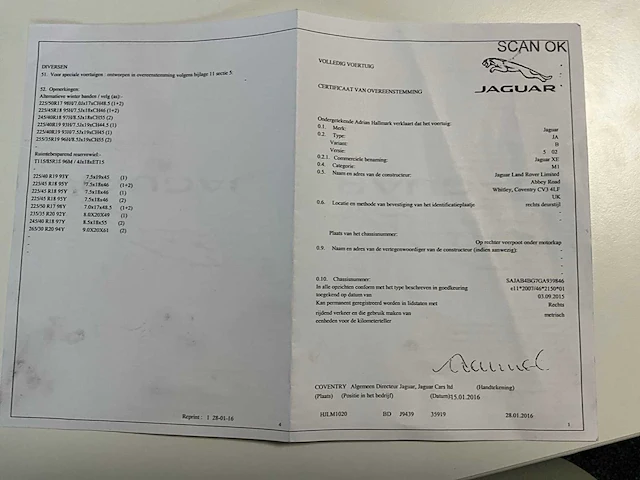 DIVERSEN
51. Voor speciale voertuigen : ontworpen in overeenstemming volgens bijlage 11 sectie 5
52. Opmerkingen:
Alternatieve winter banden / velg (as):-
225/50R17 98H/7.0Jx17xCH48.5 (1+2)
225/45R18 95H/7.5Jx18xCH46 (1+2)
245/40R18 97H/8.5Jx18xCH55 (2)
225/40R19 93H/7.5Jx19xCH44.5 (1)
225/40R19 93H/7.5Jx19xCH45 (1)
255/35R19 96H/8.5Jx19xCH55 (2)
Ruimtebesparend reservewiel:-
T115/85R18 96M / 4Jx18xET15
225/40 R19 93Y 7.5x19x45 (1)
225/45 R18 95Y 7.5x18x46 (1+2)
225/45 R18 95Y 7.5x18x46 (1)
225/45 R18 95Y 7.5x18x46 (2)
225/50 R17 98Y 7.0x17x48.5 (1+2)
235/35 R20 92Y 8.0X20X49 (1)
245/40 R18 97Y 8.5x18x55 (2)
265/30 R20 94Y 9.0X20X61 (2)
Reprint : 1 28-01-16
4
SCAN OK
JAGUAR
VOLLEDIG VOERTUIG
CERTIFICAAT VAN OVEREENSTEMMING
Ondergetekende Adrian Hallmark verklaart dat het voertuig:
0.1. Merk: Jaguar
0.2. Type: JA
Variant: B
Versie: 5 02
0.2.1. Commerciele benaming: Jaguar XE
0.4. Categorie: M1
0.5. Naam en adres van de constructeur: Jaguar Land Rover Limited
Abbey Road
Whitley, Coventry CV3 4LF
UK
0.6. Locatie en methode van bevestiging van het identificatieplaatje rechts deurstijl
Plaats van het chassisnummer:
Op rechter veerpoot onder motorkap
0.9. Naam en adres van de vertegenwoordiger van de constructeur (indien aanwezig):
0.10. Chassisnummer: SAJAB4BG7GA939846
In alle opzichten conform met het type beschreven in goedkeuring e11*2007/46*2150*01
toegekend op datum van 03.09.2015
Kan permanent geregistreerd worden in lidstaten met Rechts
rijdend verkeer en die gebruik maken van metrisch
eenheden voor de kilometerteller
COVENTRY Algemeen Directeur Jaguar, Jaguar Cars ltd (Handtekening)
(Plaats) (Positie in het bedrijf) (Datum) 15.01.2016
HJLM1020 BD J9439 35919 28.01.2016
1